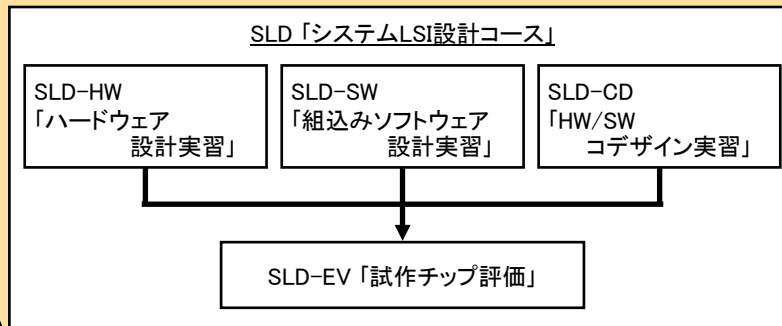 SLD「システムLSI設計コース」
SLD-HW
「ハードウェア
設計実習」
SLD-SW
「組込みソフトウェア
設計実習」
SLD-CD
「HW/SW
コデザイン実習」
SLD-EV「試作チップ評価」